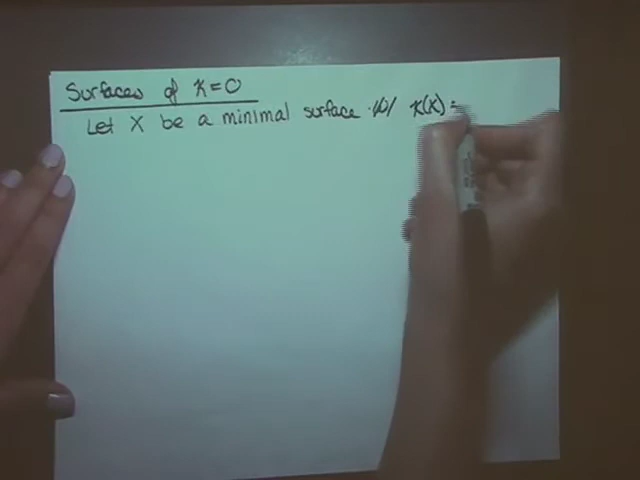 Surfaces of κ=0
Let X be a minimal surface w/ κ(X)=